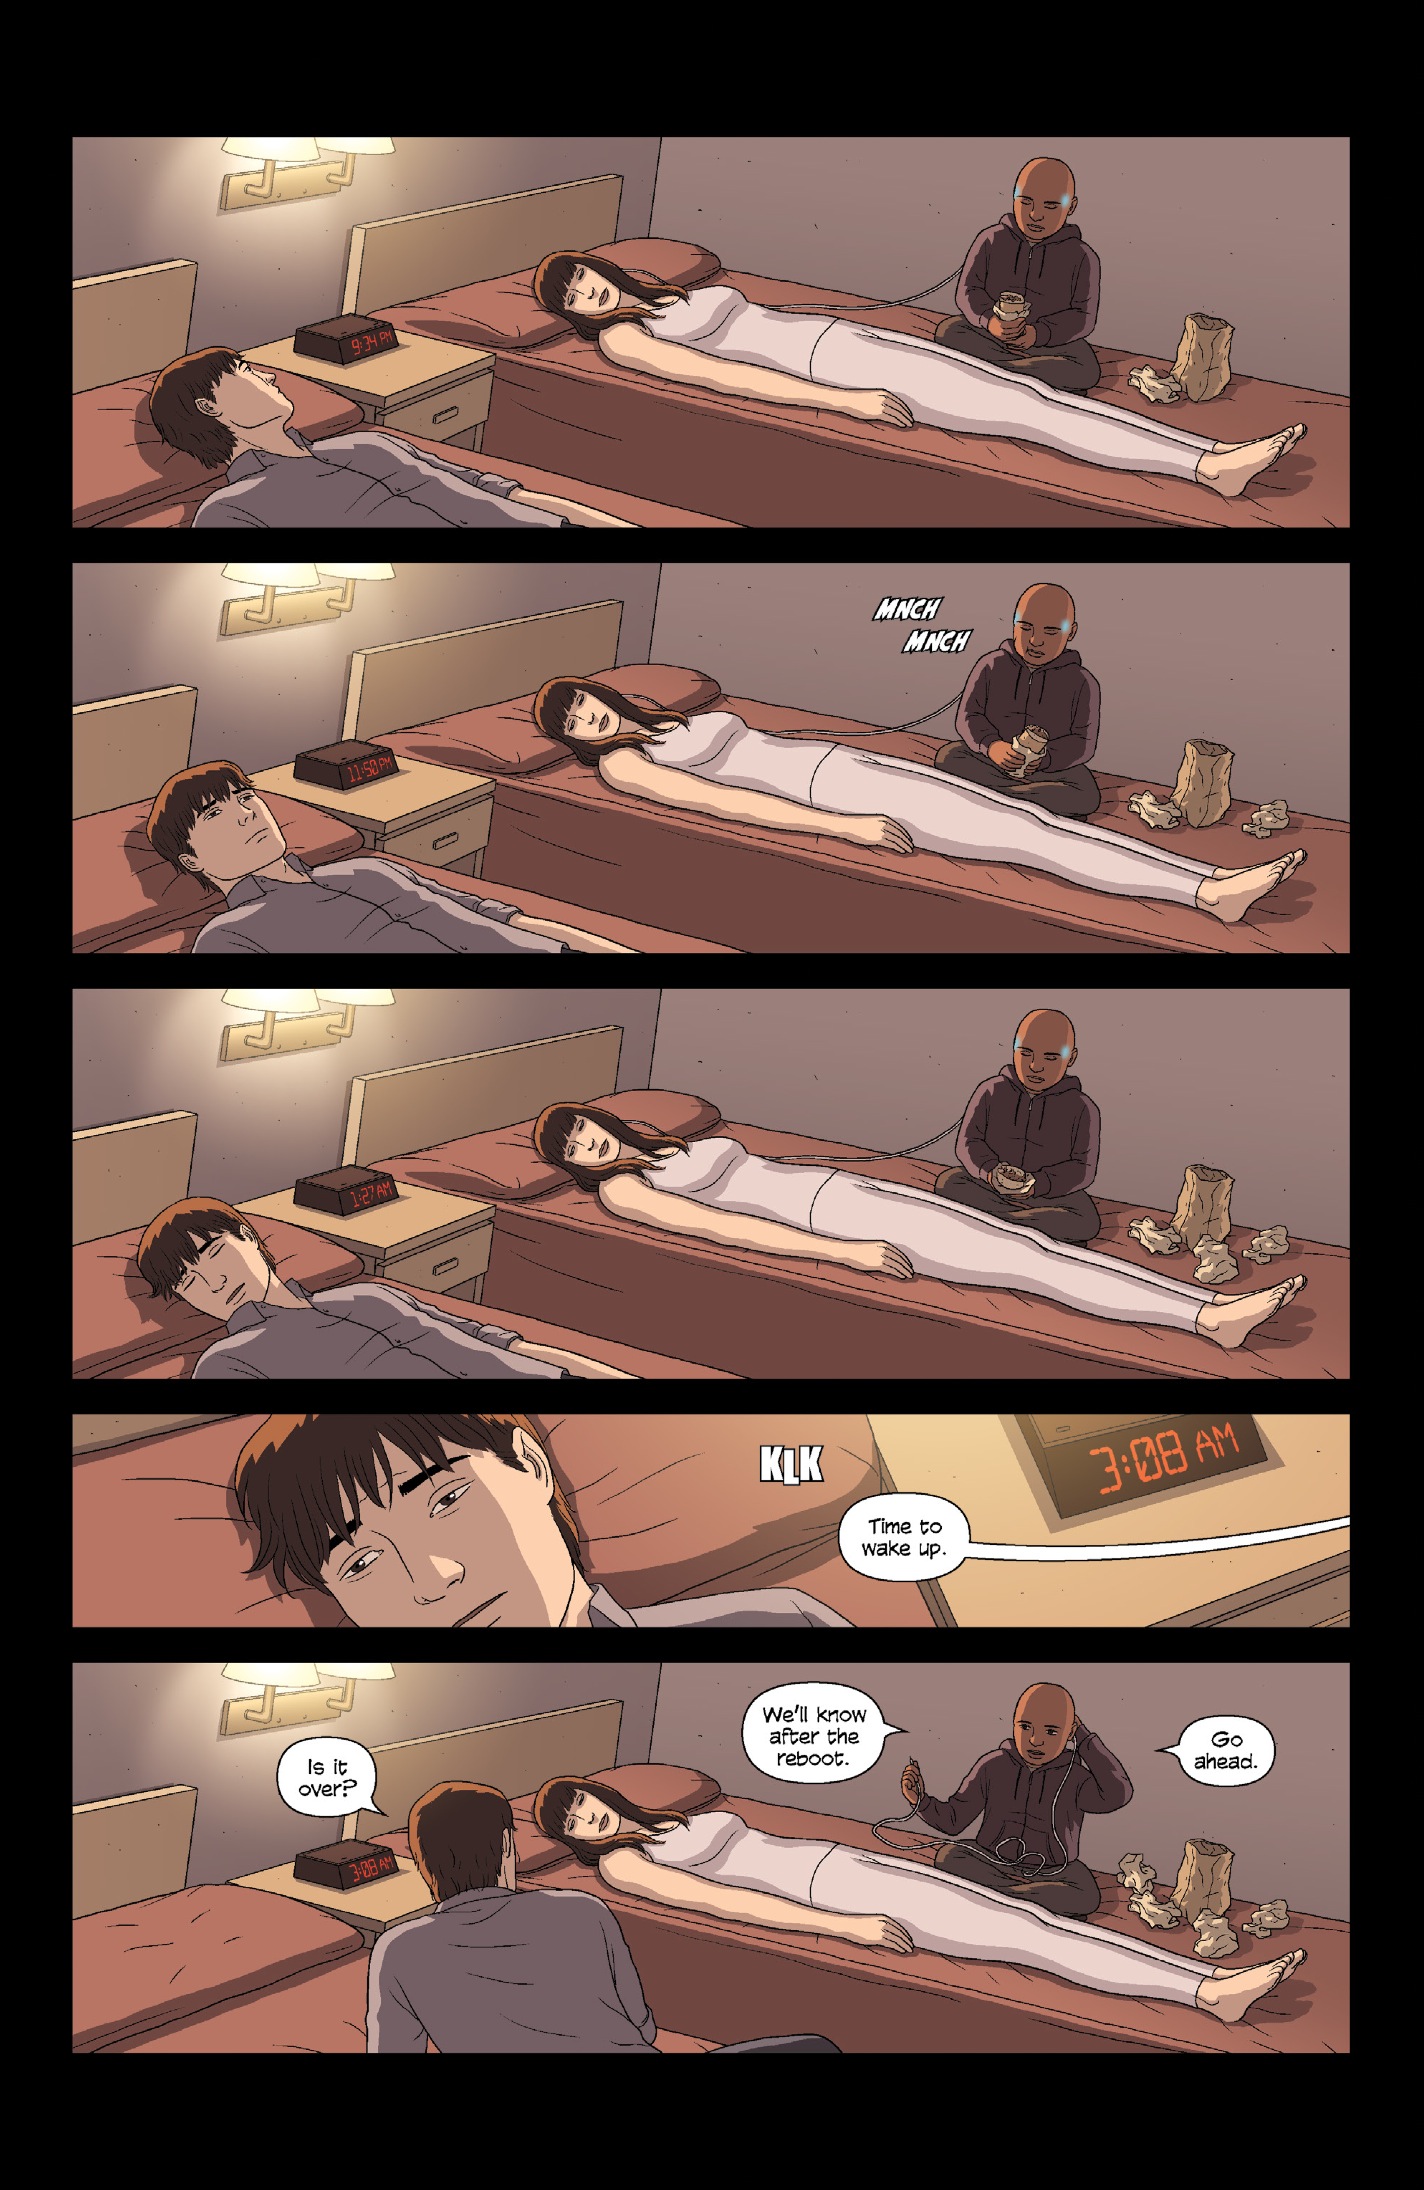 9:34 PM
MNCH
MNCH
11:58 PM
1:27 AM
KLK
3:08 AM
Time to
wake up.
Is it
over?
We'll know
after the
reboot.
Go
ahead.
3:08 AM